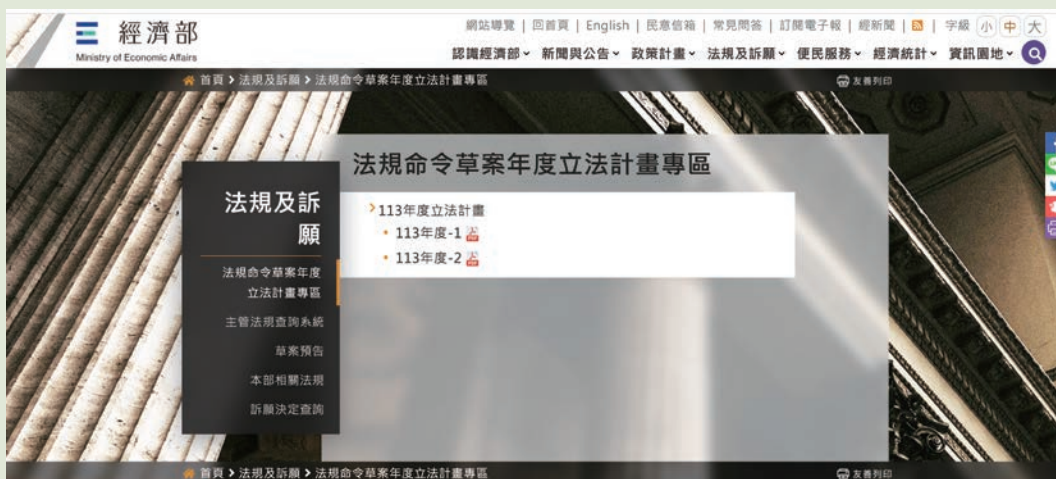 經濟部
Ministry of Economic Affairs
網站導覽 | 回首頁 | English | 民意信箱 | 常見問答 | 訂閱電子報 | 經新聞 | | 字級 小 中 大
認識經濟部 新聞與公告 政策計畫 法規及訴願 便民服務 經濟統計 資訊園地
首頁 > 法規及訴願 > 法規命令草案年度立法計畫專區
友善列印
法規命令草案年度立法計畫專區
法規及訴
願
法規命令草案年度
立法計畫專區
主管法規查詢系統
草案預告
本部相關法規
訴願決定查詢
113年度立法計畫
113年度-1
113年度-2
首頁 > 法規及訴願 > 法規命令草案年度立法計畫專區
友善列印